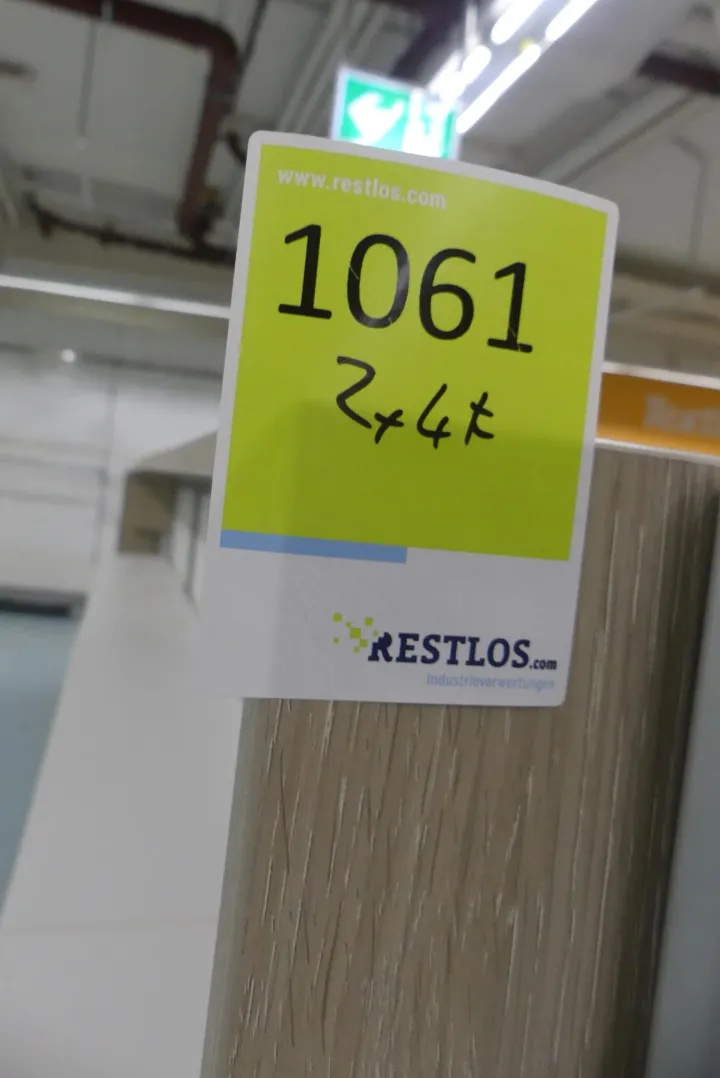 www.restlos.com
1061
2x4t
RESTLOS.com
Industrieverwertungen